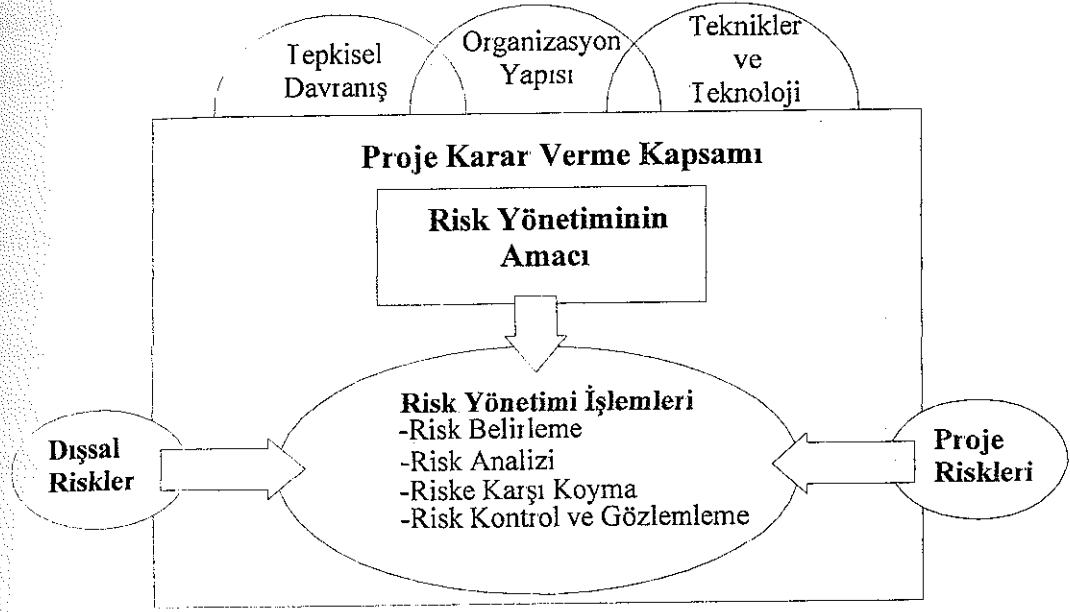 Tepkisel
Davranış
Organizasyon
Yapısı
Teknikler
ve
Teknoloji
Proje Karar Verme Kapsamı
Risk Yönetiminin
Amacı
Risk Yönetimi İşlemleri
-Risk Belirleme
-Risk Analizi
-Riske Karşı Koyma
-Risk Kontrol ve Gözlemleme
Dışsal
Riskler
Proje
Riskleri